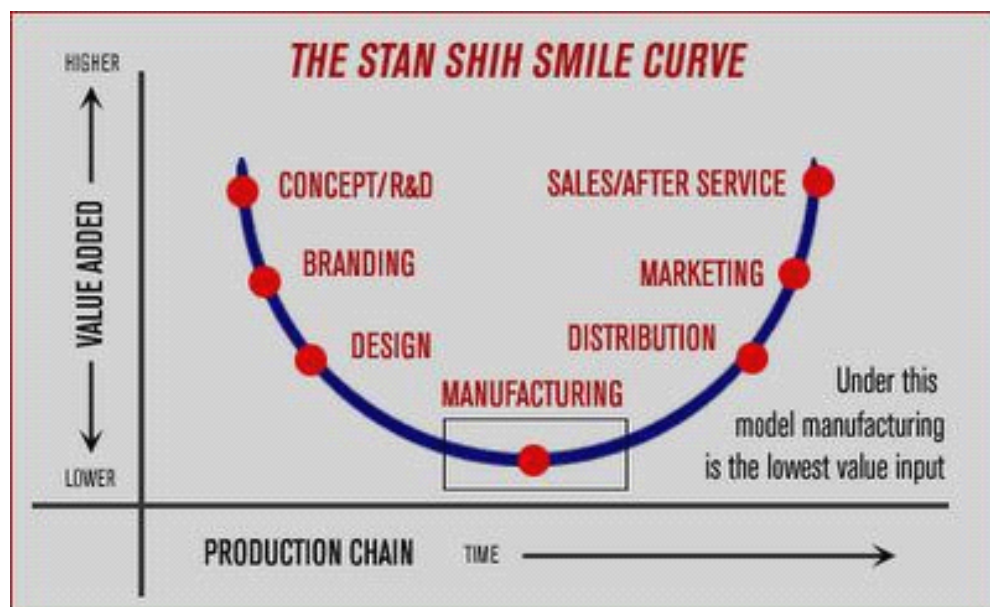 THE STAN SHIH SMILE CURVE
HIGHER
VALUE ADDED
LOWER
CONCEPT/R&D
BRANDING
DESIGN
MANUFACTURING
DISTRIBUTION
MARKETING
SALES/AFTER SERVICE
Under this
model manufacturing
is the lowest value input
PRODUCTION CHAIN
TIME